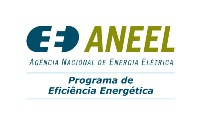 ANEEL
AGÊNCIA NACIONAL DE ENERGIA ELÉTRICA
Programa de
Eficiência Energética